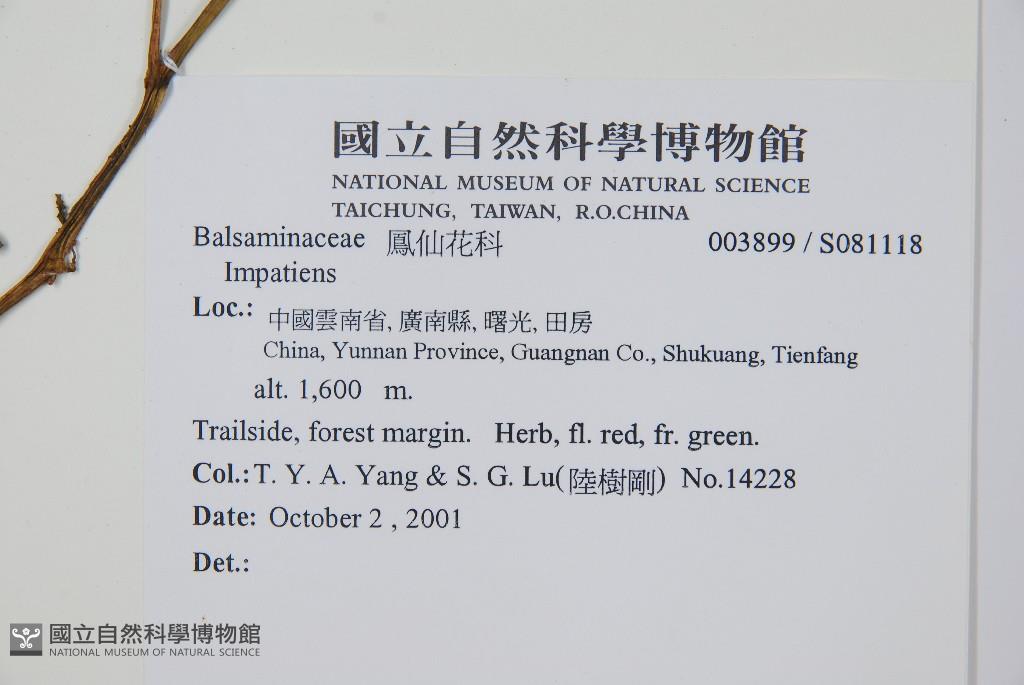 國立自然科學博物館
NATIONAL MUSEUM OF NATURAL SCIENCE
TAICHUNG, TAIWAN, R.O.CHINA
Balsaminaceae 鳳仙花科 003899 / S081118
Impatiens
Loc.: 中國雲南省, 廣南縣, 曙光, 田房
China, Yunnan Province, Guangnan Co., Shukuang, Tienfang
alt. 1,600 m.
Trailside, forest margin. Herb, fl. red, fr. green.
Col.: T. Y. A. Yang & S. G. Lu(陸樹剛) No.14228
Date: October 2 , 2001
Det.:
國立自然科學博物館
NATIONAL MUSEUM OF NATURAL SCIENCE